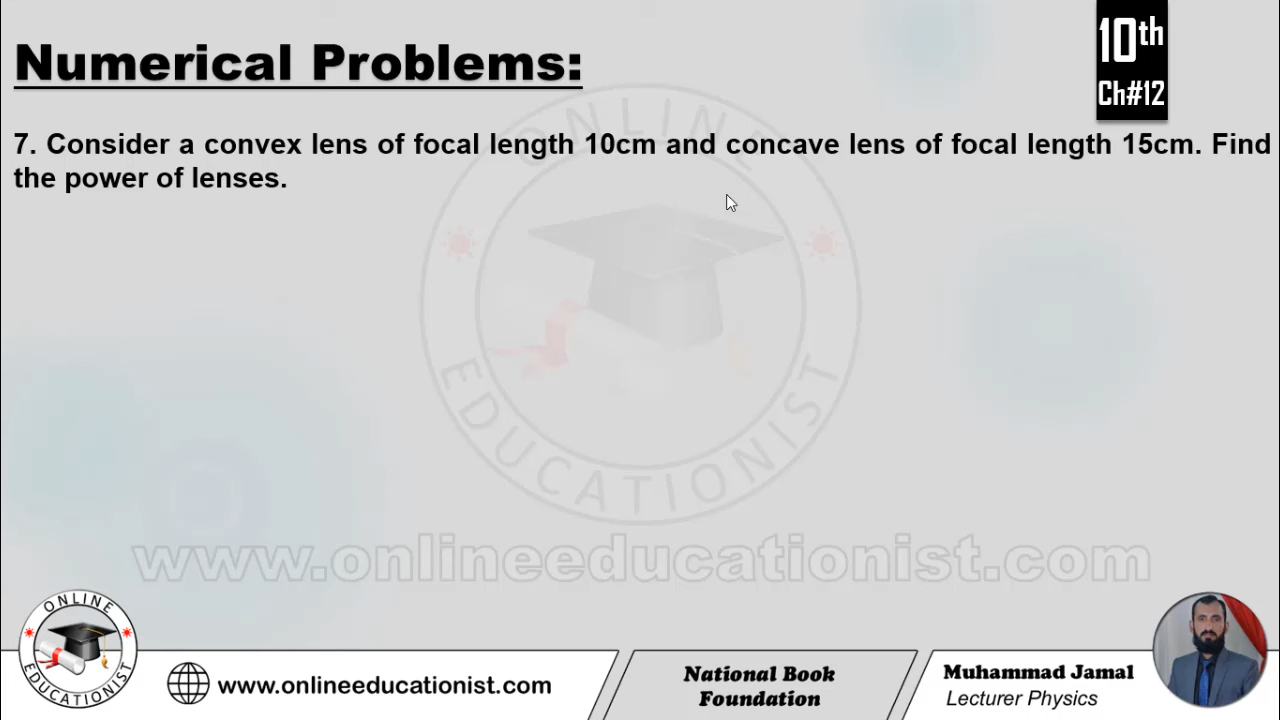 Numerical Problems:
10th
Ch#12
7. Consider a convex lens of focal length 10cm and concave lens of focal length 15cm. Find
the power of lenses.
ONLINE
EDUCATIONIST
www.onlineeducationist.com
ONLINE
EDUCATIONIST
www.onlineeducationist.com
National Book
Foundation
Muhammad Jamal
Lecturer Physics